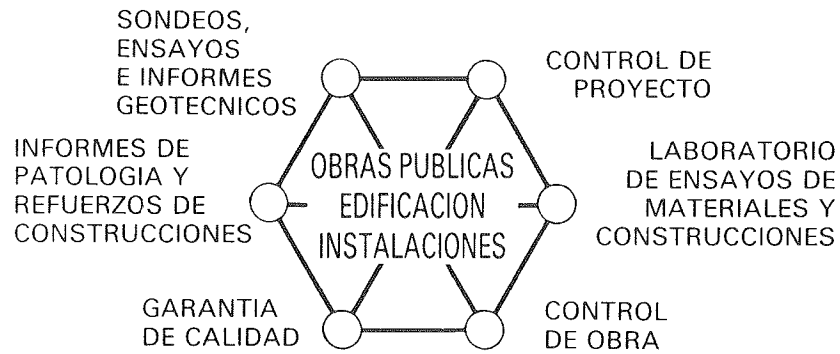 SONDEOS,
ENSAYOS
E INFORMES
GEOTECNICOS
CONTROL DE
PROYECTO
INFORMES DE
PATOLOGIA Y
REFUERZOS DE
CONSTRUCCIONES
OBRAS PUBLICAS
EDIFICACION
INSTALACIONES
LABORATORIO
DE ENSAYOS DE
MATERIALES Y
CONSTRUCCIONES
GARANTIA
DE CALIDAD
CONTROL
DE OBRA